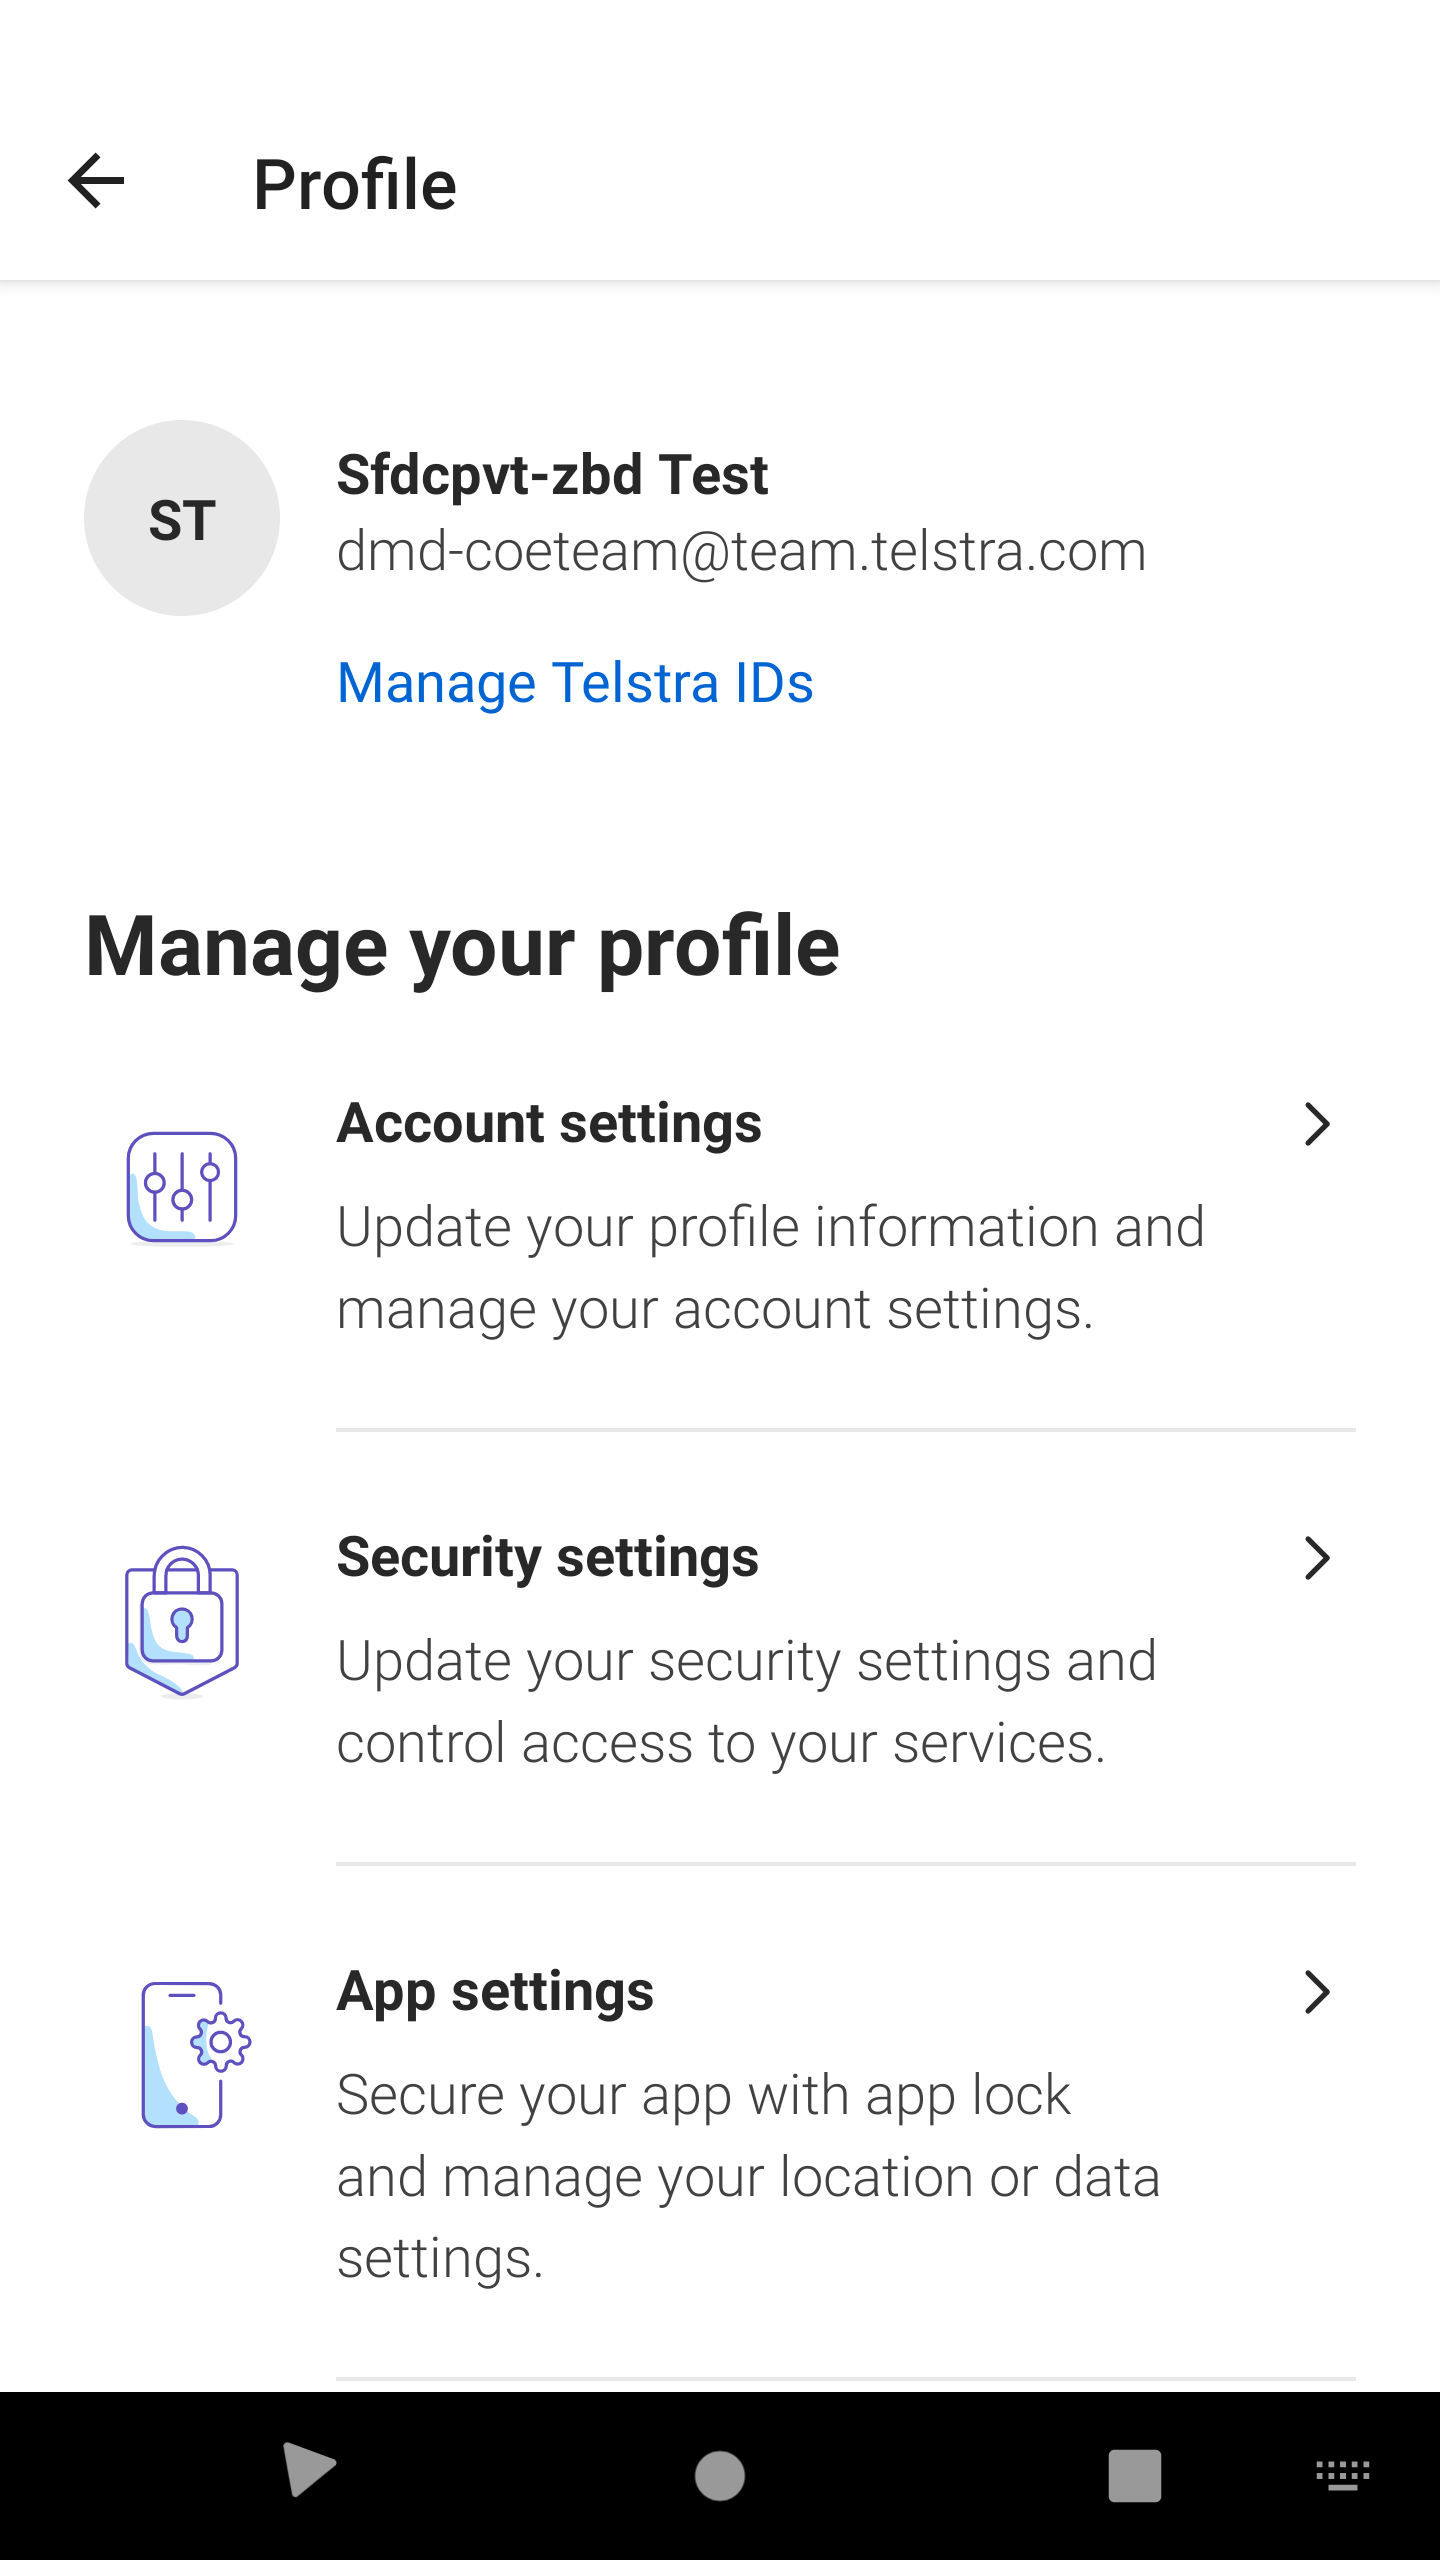 Profile
ST
Sfdcpvt-zbd Test
dmd-coeteam@team.telstra.com
Manage Telstra IDs
Manage your profile
Account settings
Update your profile information and
manage your account settings.
Security settings
Update your security settings and
control access to your services.
App settings
Secure your app with app lock
and manage your location or data
settings.